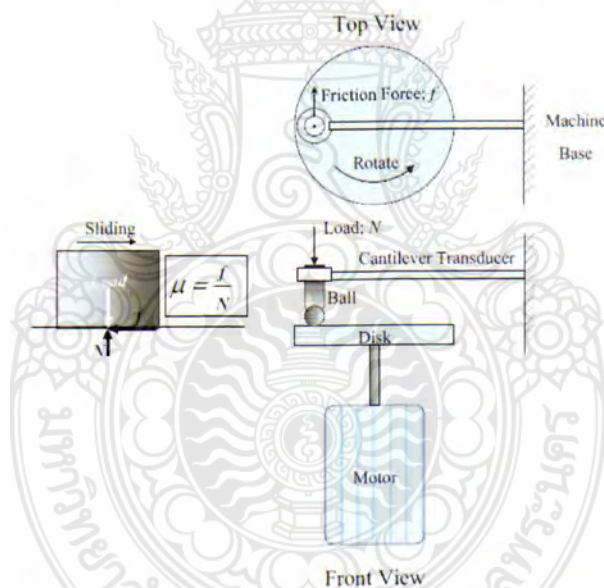 Top View
Friction Force; f
Rotate
Machine
Base
Sliding
μ = f/N
Load; N
Cantilever Transducer
Ball
Disk
Motor
Front View